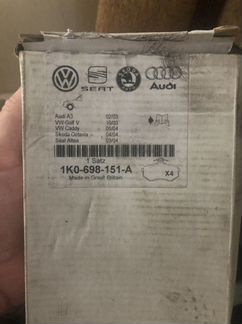 SEAT
SKODA
Audi
Audi A3 02/03
VW Golf V 10/03
VW Caddy 05/04
Skoda Octavia 04/04
Seat Altea 03/04
1 Satz
1K0-698-151-A
Made in Great Britain
X4